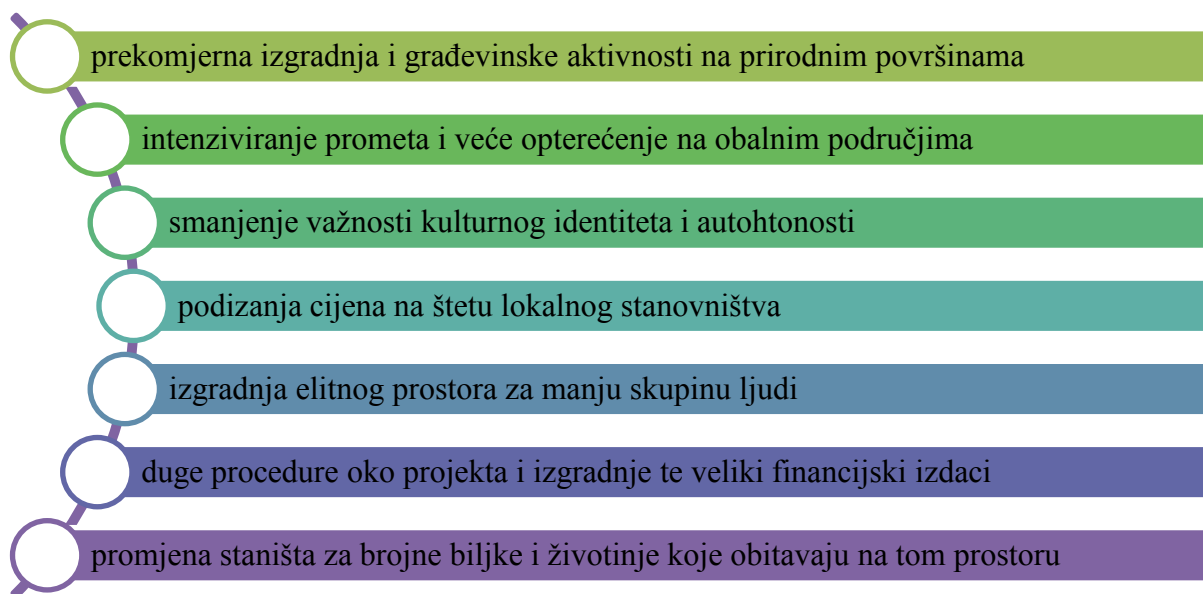 prekomjerna izgradnja i građevinske aktivnosti na prirodnim površinama
intenziviranje prometa i veće opterećenje na obalnim područjima
smanjenje važnosti kulturnog identiteta i autohtonosti
podizanja cijena na štetu lokalnog stanovništva
izgradnja elitnog prostora za manju skupinu ljudi
duge procedure oko projekta i izgradnje te veliki financijski izdaci
promjena staništa za brojne biljke i životinje koje obitavaju na tom prostoru